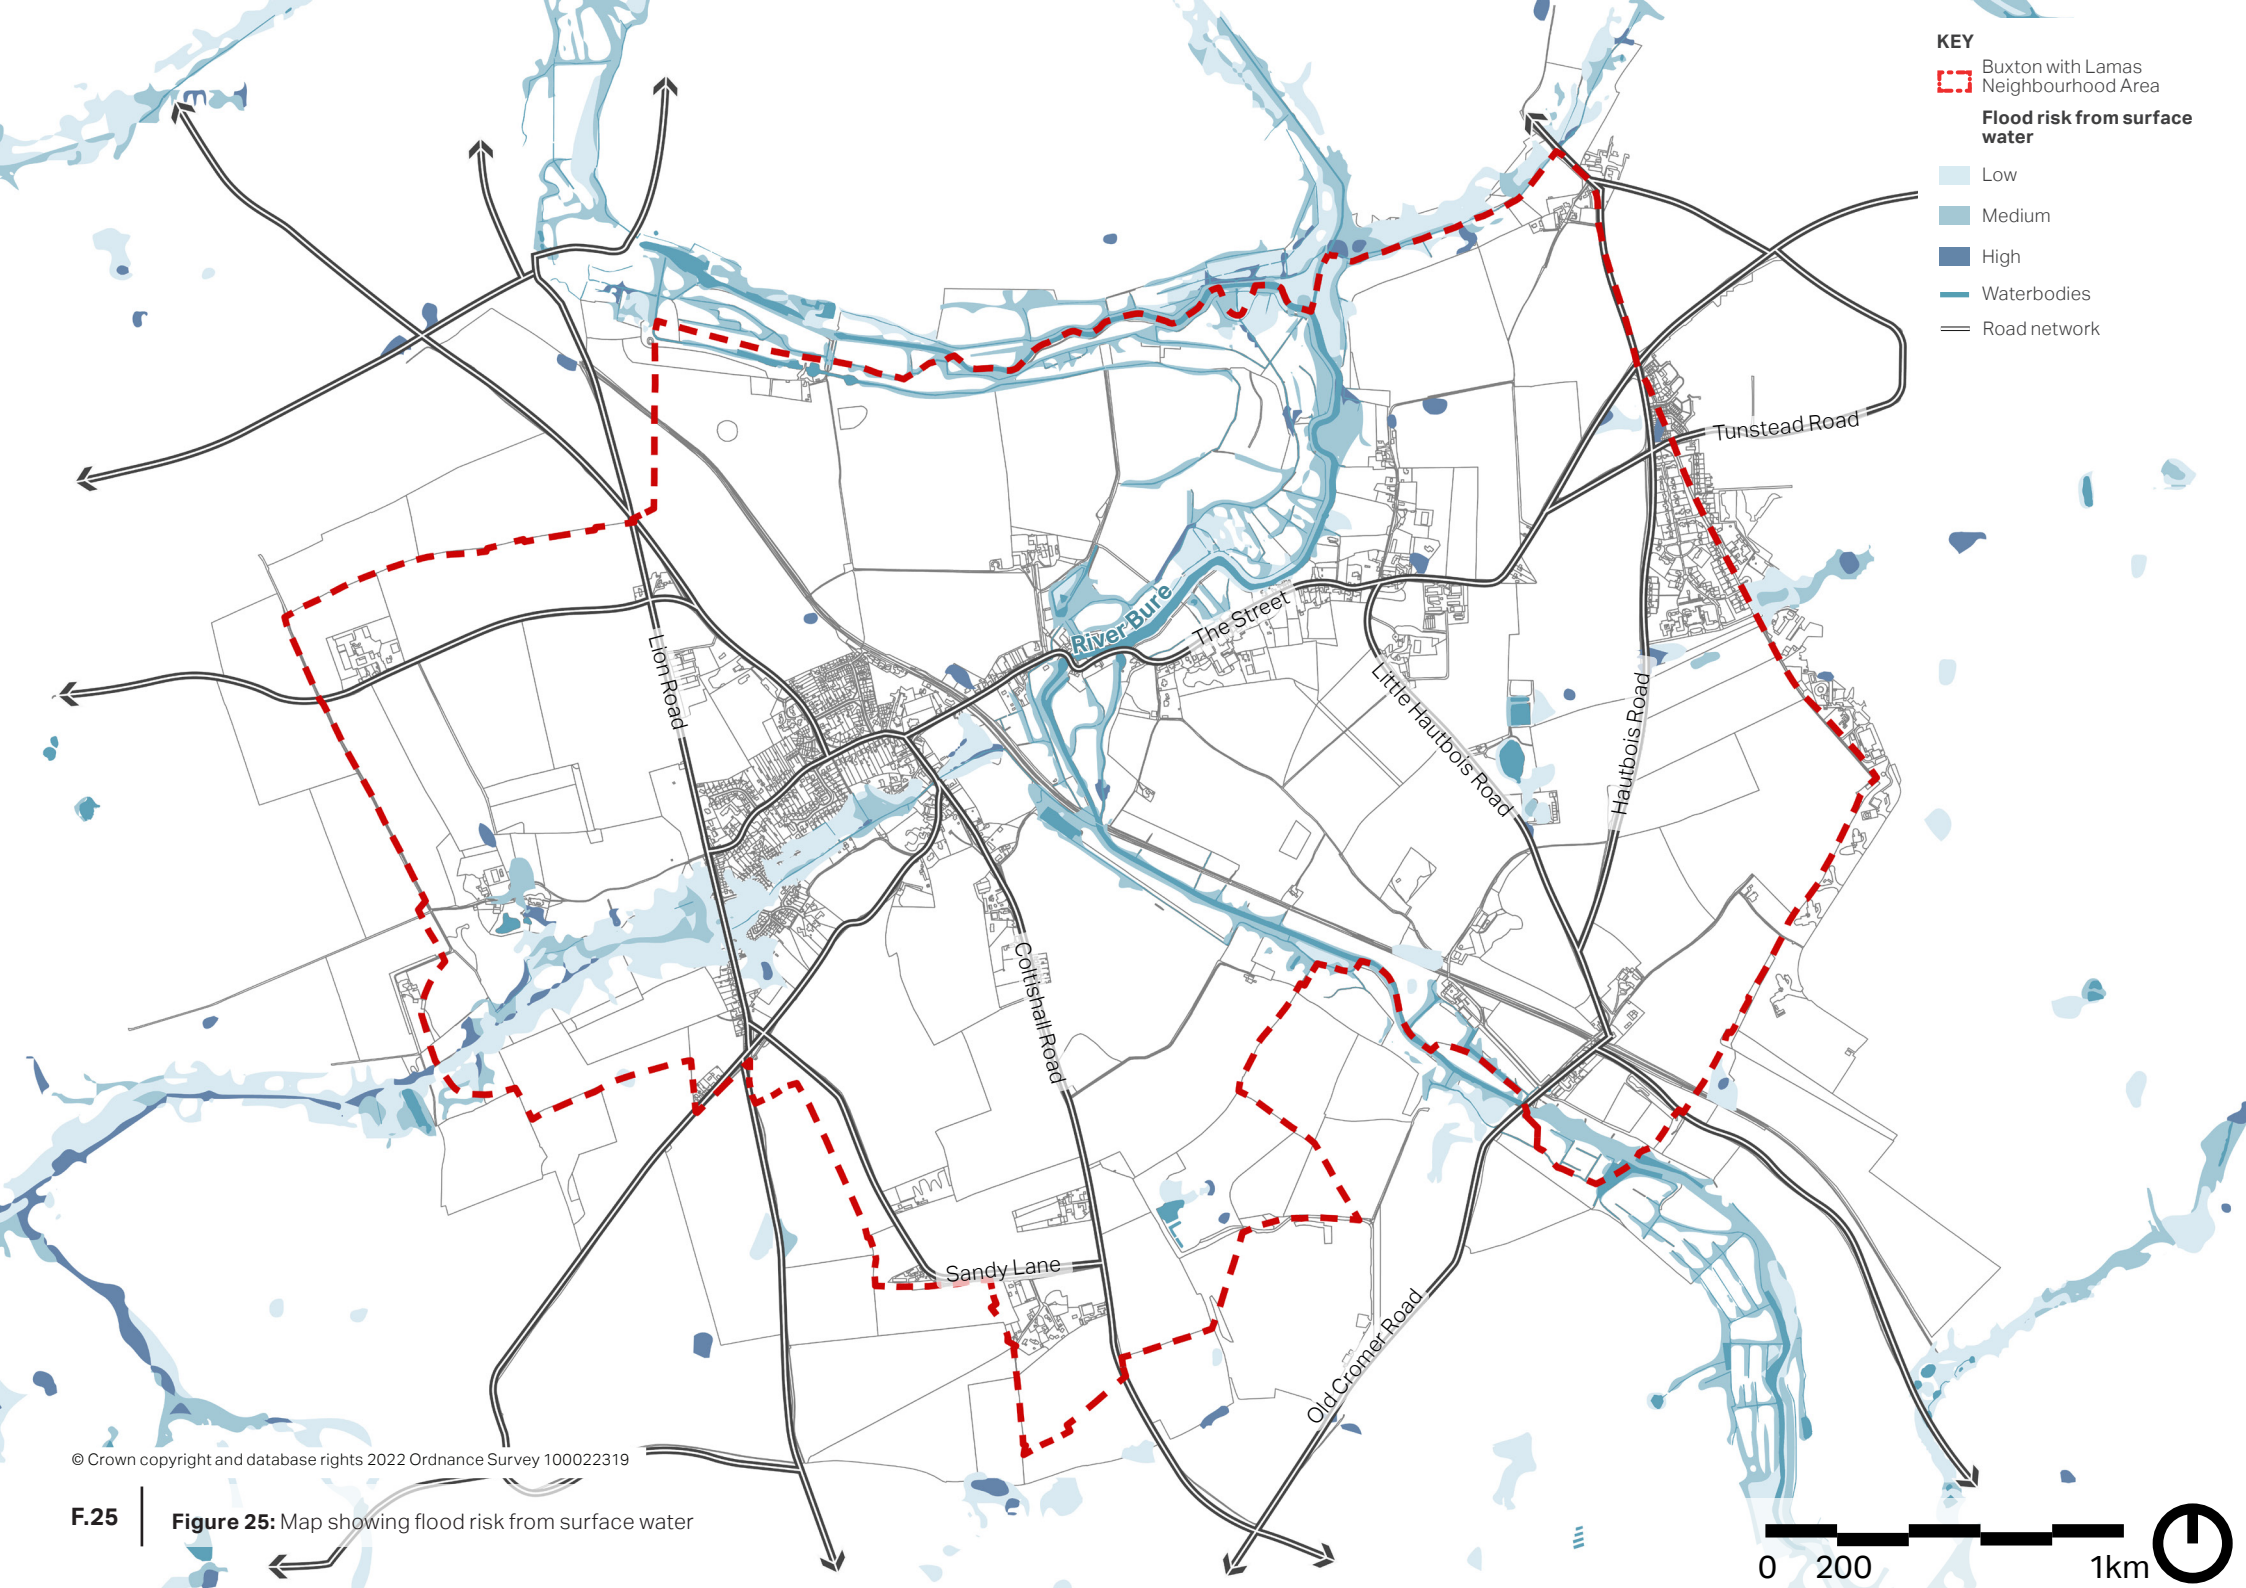 KEY
Buxton with Lamas
Neighbourhood Area
Flood risk from surface
water
Low
Medium
High
Waterbodies
Road network
Tunstead Road
River Bure
The Street
Lion Road
Little Hautbois Road
Hautbois Road
Coltishall Road
Sandy Lane
Old Cromer Road
© Crown copyright and database rights 2022 Ordnance Survey 100022319
F.25
Figure 25: Map showing flood risk from surface water
0 200 1km